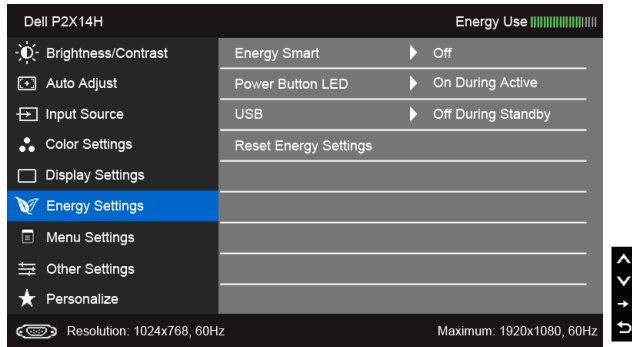 Dell P2X14H Energy Use
Brightness/Contrast Energy Smart Off
Auto Adjust Power Button LED On During Active
Input Source USB Off During Standby
Color Settings Reset Energy Settings
Display Settings
Energy Settings
Menu Settings
Other Settings
Personalize
Resolution: 1024x768, 60Hz Maximum: 1920x1080, 60Hz